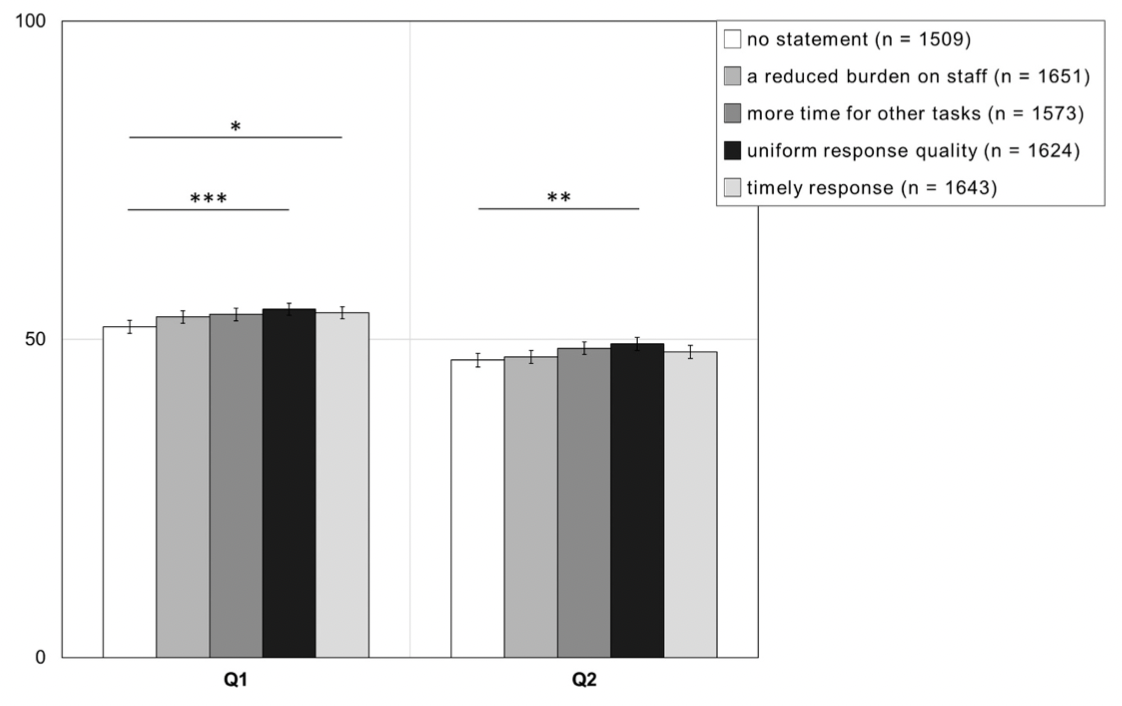 100
no statement (n = 1509)
a reduced burden on staff (n = 1651)
more time for other tasks (n = 1573)
uniform response quality (n = 1624)
timely response (n = 1643)
*
***
**
50
0
Q1
Q2